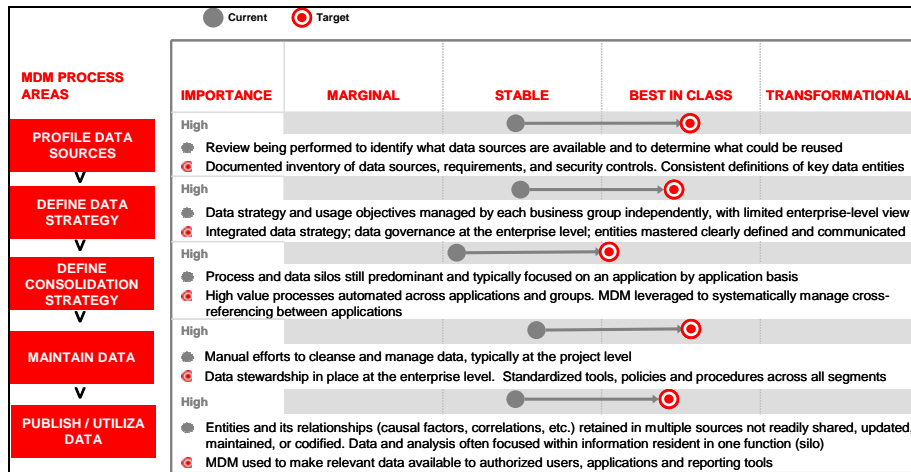 Current Target
MDM PROCESS
AREAS
IMPORTANCE MARGINAL STABLE BEST IN CLASS TRANSFORMATIONAL
PROFILE DATA
SOURCES
High
Review being performed to identify what data sources are available and to determine what could be reused
Documented inventory of data sources, requirements, and security controls. Consistent definitions of key data entities
DEFINE DATA
STRATEGY
High
Data strategy and usage objectives managed by each business group independently, with limited enterprise-level view
Integrated data strategy; data governance at the enterprise level; entities mastered clearly defined and communicated
DEFINE
CONSOLIDATION
STRATEGY
High
Process and data silos still predominant and typically focused on an application by application basis
High value processes automated across applications and groups. MDM leveraged to systematically manage cross-
referencing between applications
MAINTAIN DATA
High
Manual efforts to cleanse and manage data, typically at the project level
Data stewardship in place at the enterprise level. Standardized tools, policies and procedures across all segments
PUBLISH / UTILIZA
DATA
High
Entities and its relationships (causal factors, correlations, etc.) retained in multiple sources not readily shared, updated,
maintained, or codified. Data and analysis often focused within information resident in one function (silo)
MDM used to make relevant data available to authorized users, applications and reporting tools